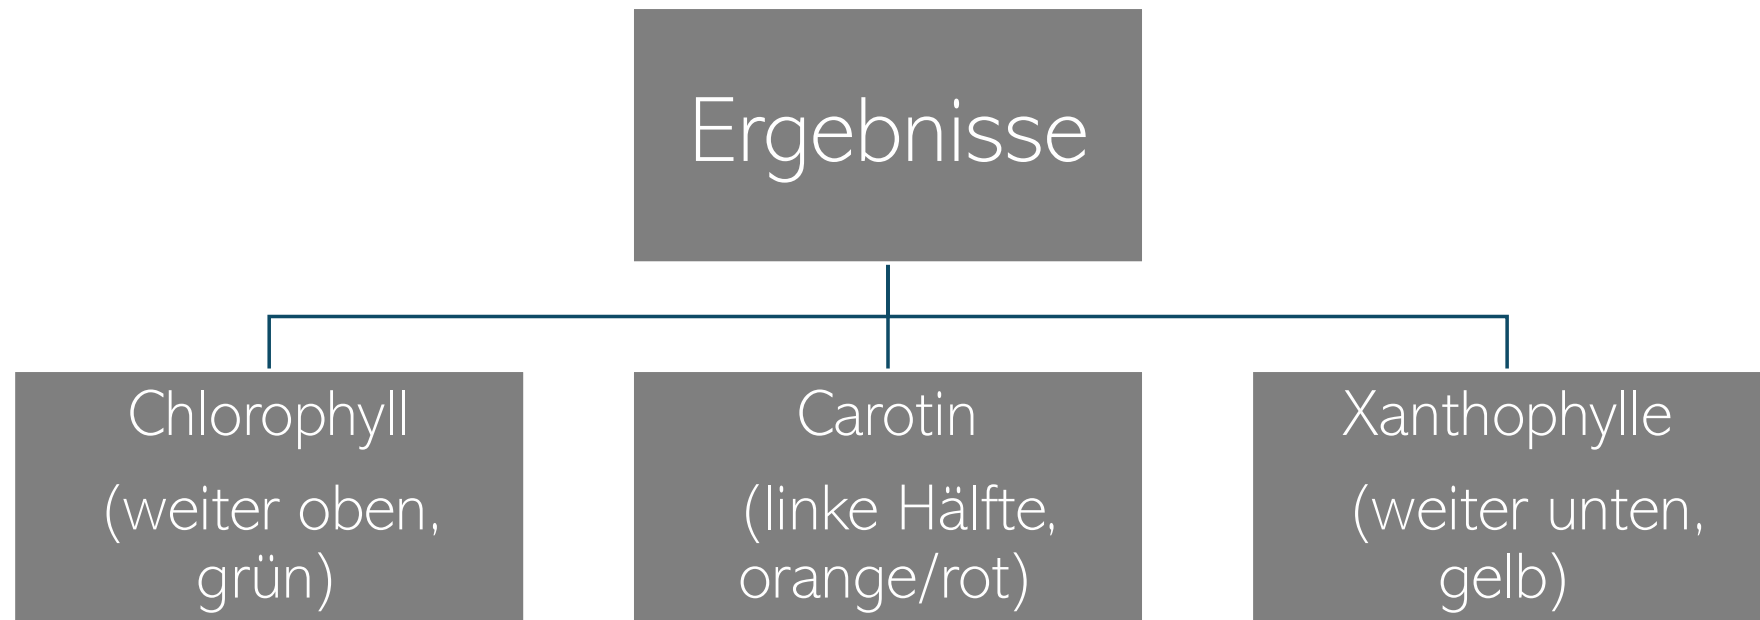 Ergebnisse
Chlorophyll
(weiter oben,
grün)
Carotin
(linke Hälfte,
orange/rot)
Xanthophylle
(weiter unten,
gelb)